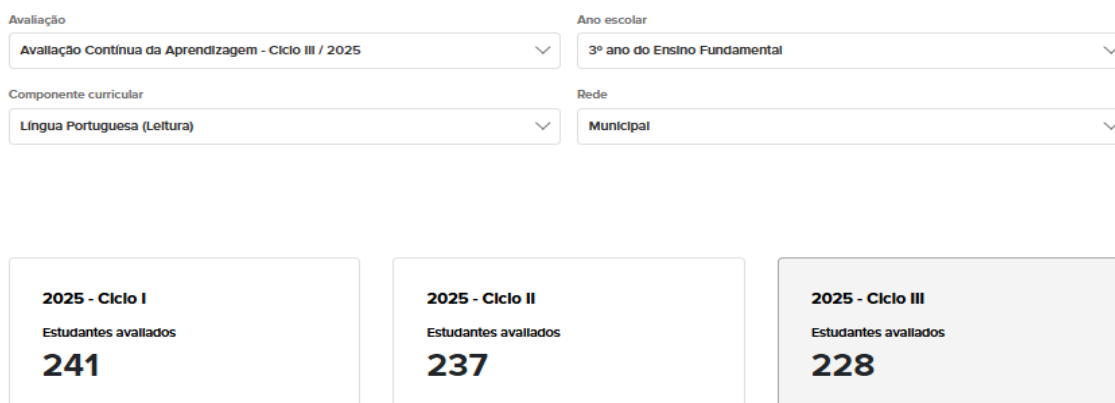 Avaliação
Ano escolar
Avaliação Contínua da Aprendizagem - Ciclo III / 2025
3º ano do Ensino Fundamental
Componente curricular
Rede
Língua Portuguesa (Leitura)
Municipal
2025 - Ciclo I
Estudantes avaliados
241
2025 - Ciclo II
Estudantes avaliados
237
2025 - Ciclo III
Estudantes avaliados
228